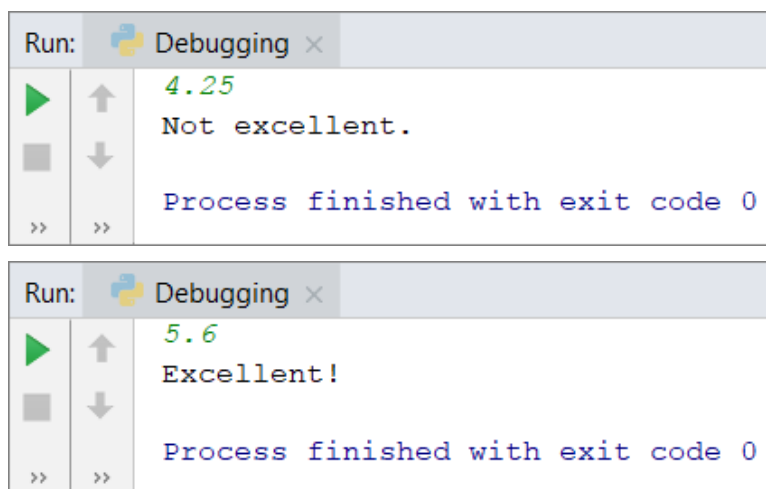 Run: Debugging ×
4.25
Not excellent.
Process finished with exit code 0
>> >>
Run: Debugging ×
5.6
Excellent!
Process finished with exit code 0
>> >>